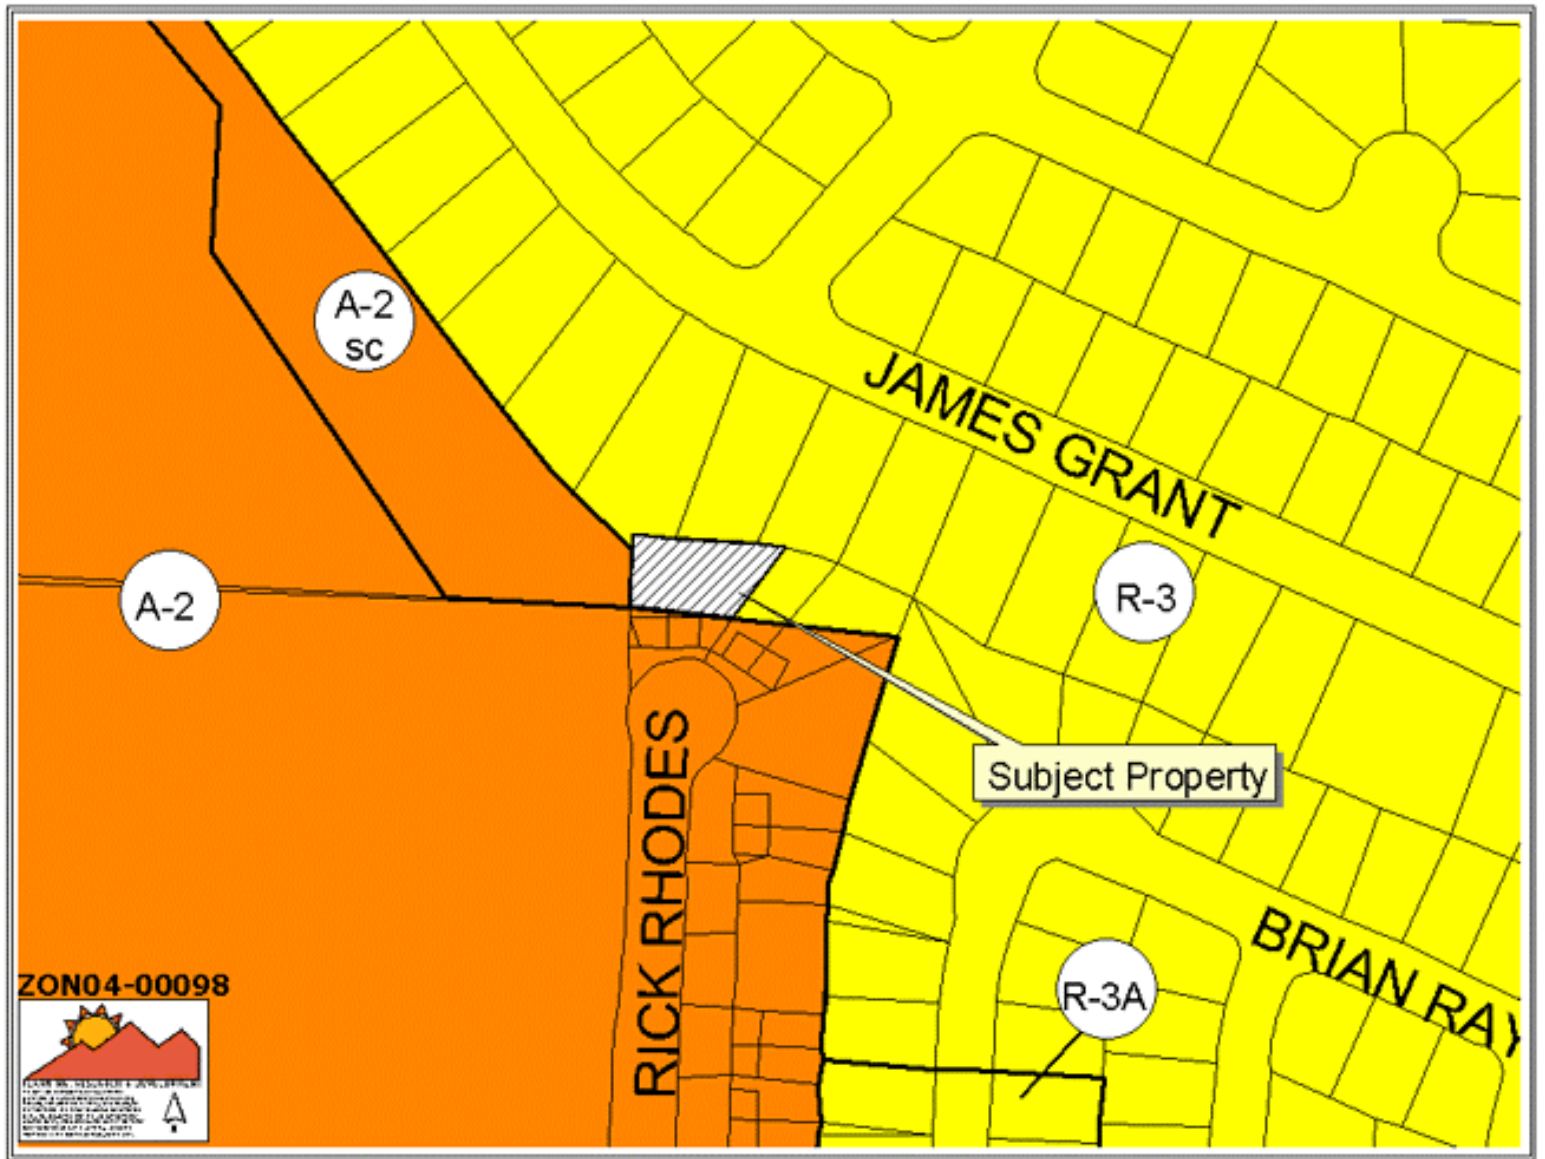 A-2
sc
JAMES GRANT
A-2
R-3
Subject Property
RICK RHODES
BRIAN RAY
R-3A
ZON04-00098